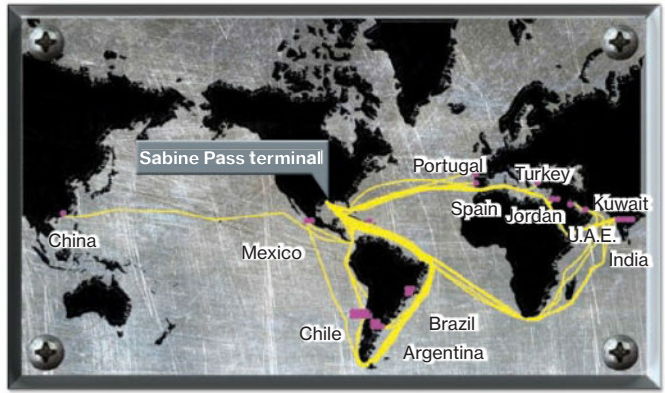 Sabine Pass terminal
Portugal
Turkey
Spain
Jordan
Kuwait
U.A.E.
India
China
Mexico
Chile
Brazil
Argentina